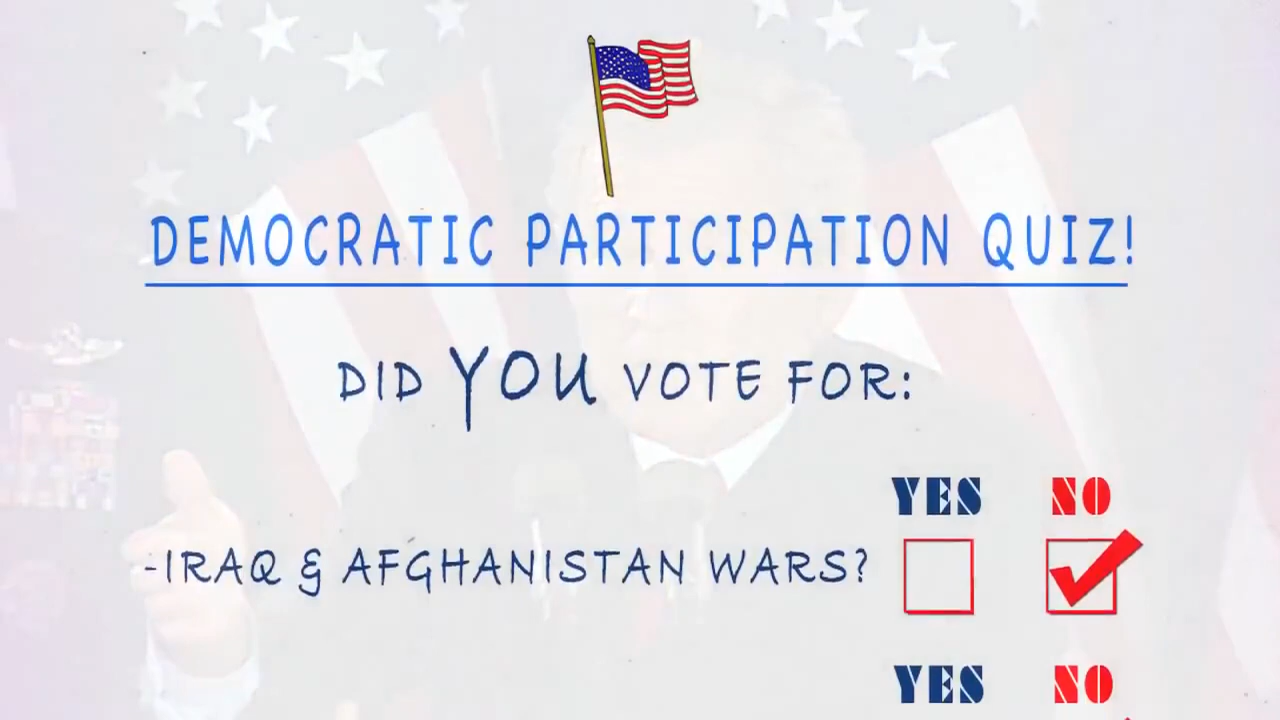 DEMOCRATIC PARTICIPATION QUIZ!
DID YOU VOTE FOR:
YES NO
-IRAQ & AFGHANISTAN WARS?
YES NO